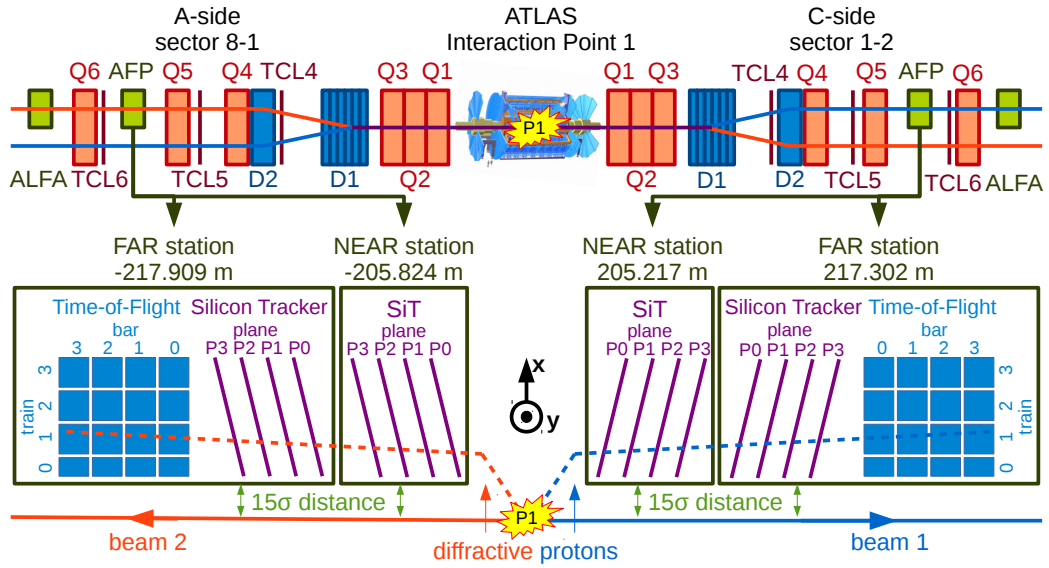 A-side
sector 8-1
ATLAS
Interaction Point 1
C-side
sector 1-2
Q6 AFP Q5 Q4 TCL4 Q3 Q1
Q1 Q3 TCL4 Q4 Q5 AFP Q6
P1
ALFA TCL6 TCL5 D2 D1 Q2
Q2 D1 D2 TCL5 TCL6 ALFA
FAR station
-217.909 m
NEAR station
-205.824 m
NEAR station
205.217 m
FAR station
217.302 m
Time-of-Flight
bar
3 2 1 0
train
3
2
1
0
Silicon Tracker
plane
P3 P2 P1 P0
SiT
plane
P3 P2 P1 P0
x
y
SiT
plane
P0 P1 P2 P3
Silicon Tracker
plane
P0 P1 P2 P3
Time-of-Flight
bar
0 1 2 3
3
2
1
0
train
15σ distance
15σ distance
P1
beam 2
diffractive protons
beam 1